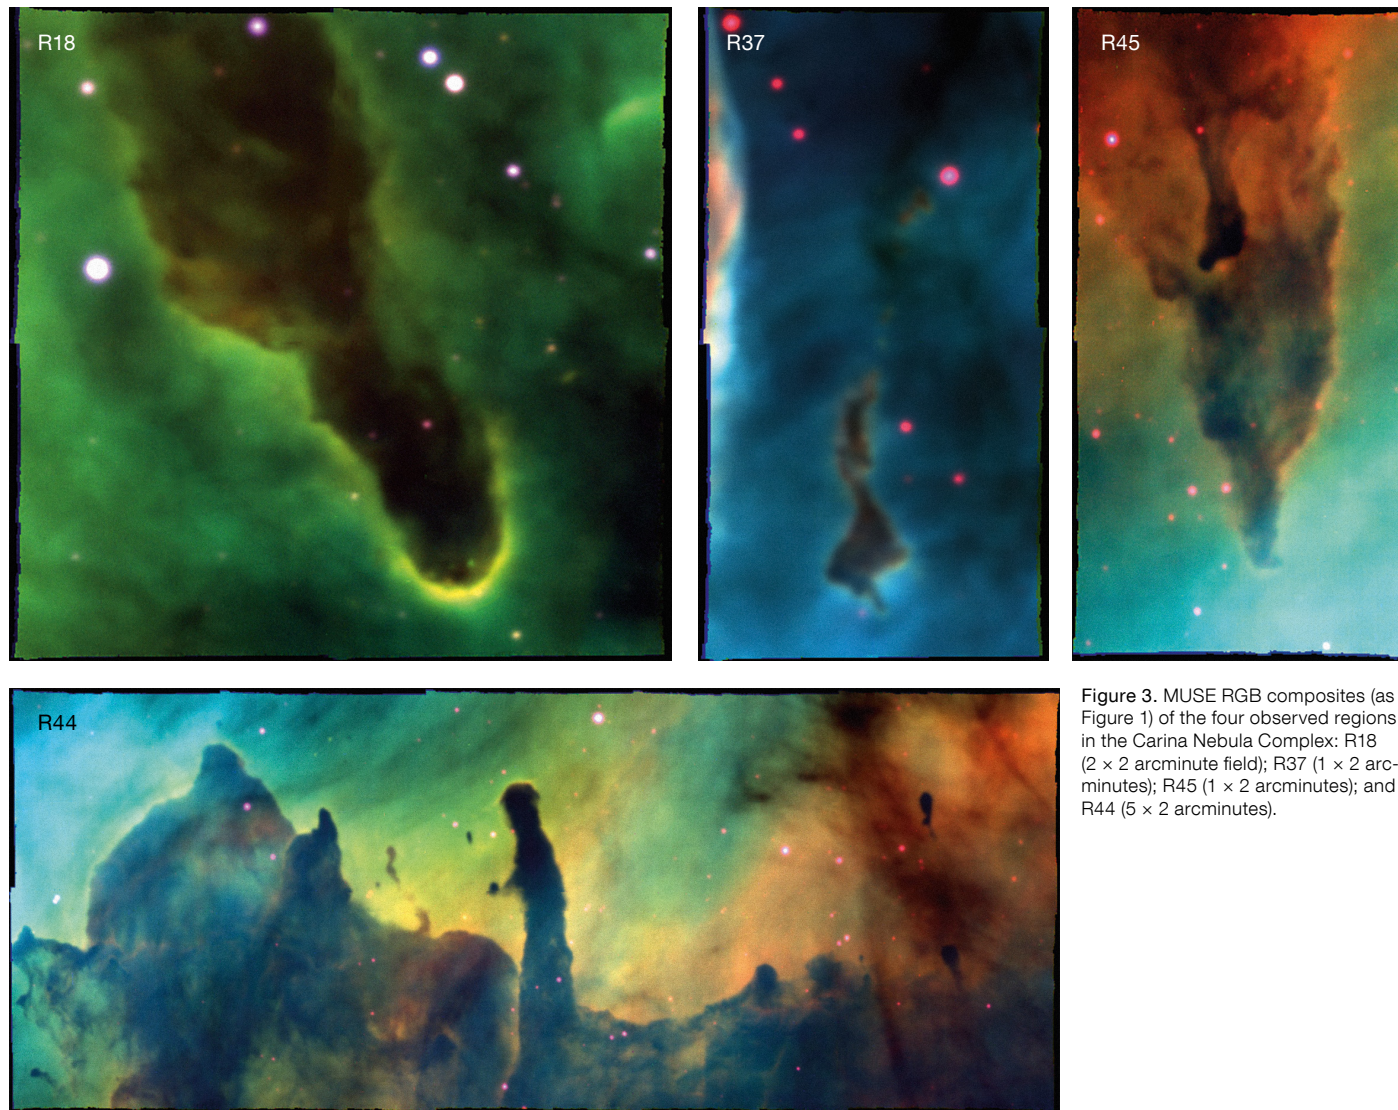 R18
R37
R45
R44
Figure 3. MUSE RGB composites (as
Figure 1) of the four observed regions
in the Carina Nebula Complex: R18
(2 × 2 arcminute field); R37 (1 × 2 arc-
minutes); R45 (1 × 2 arcminutes); and
R44 (5 × 2 arcminutes).